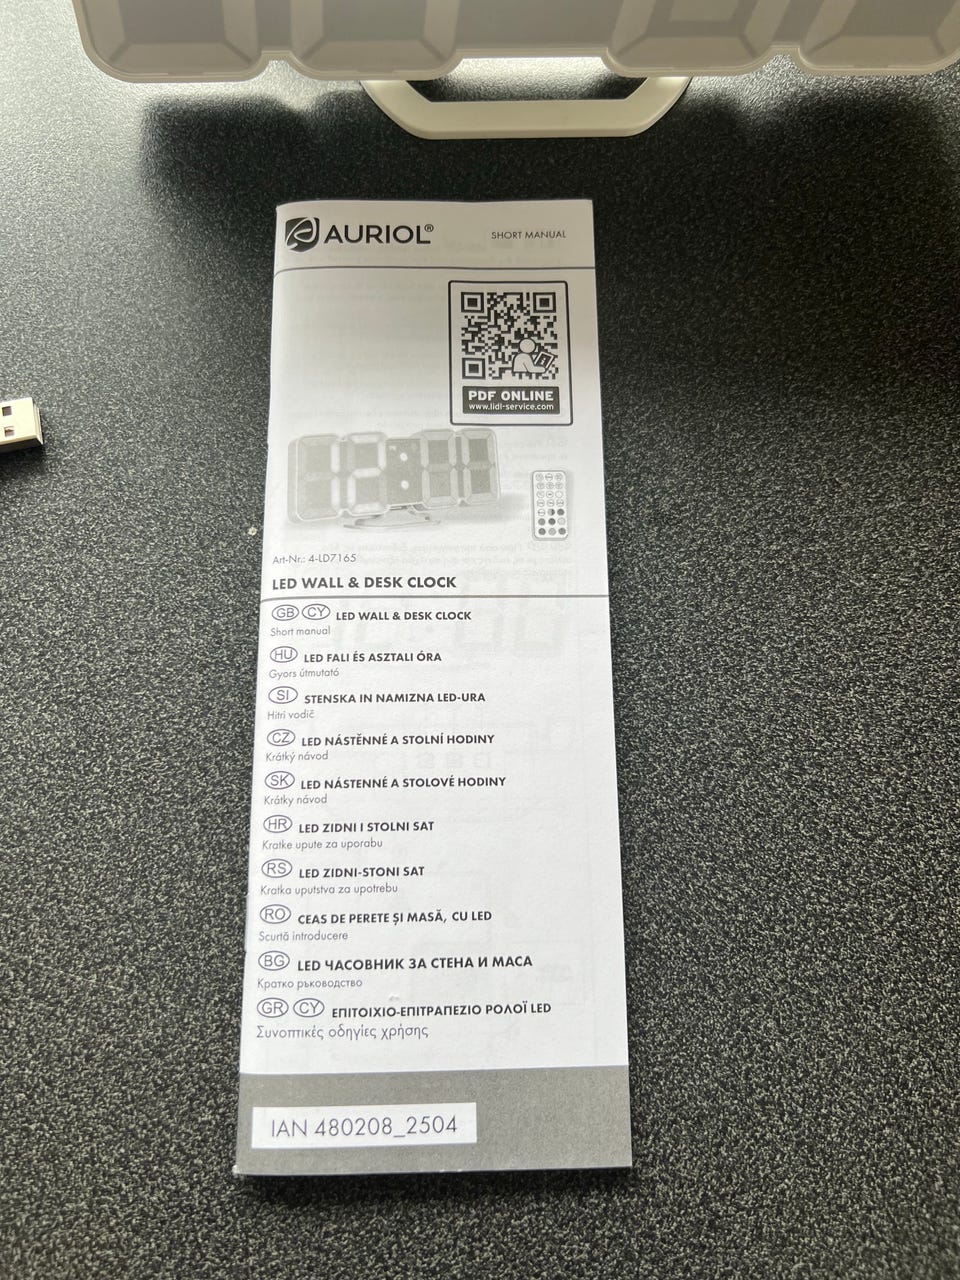 AURIOL®
SHORT MANUAL
PDF ONLINE
www.lidl-service.com
Art-Nr.: 4-LD7165
LED WALL & DESK CLOCK
GB CY LED WALL & DESK CLOCK
Short manual
HU LED FALI ÉS ASZTALI ÓRA
Gyors útmutató
SI STENSKA IN NAMIZNA LED-URA
Hitri vodič
CZ LED NÁSTĚNNÉ A STOLNÍ HODINY
Krátký návod
SK LED NÁSTENNÉ A STOLOVÉ HODINY
Krátky návod
HR LED ZIDNI I STOLNI SAT
Kratke upute za uporabu
RS LED ZIDNI-STONI SAT
Kratka uputstva za upotrebu
RO CEAS DE PERETE ȘI MASĂ, CU LED
Scurtă introducere
BG LED ЧАСОВНИК ЗА СТЕНА И МАСА
Кратко ръководство
GR CY ΕΠΙΤΟΙΧΙΟ-ΕΠΙΤΡΑΠΕΖΙΟ ΡΟΛΟΪ LED
Συνοπτικές οδηγίες χρήσης
IAN 480208_2504